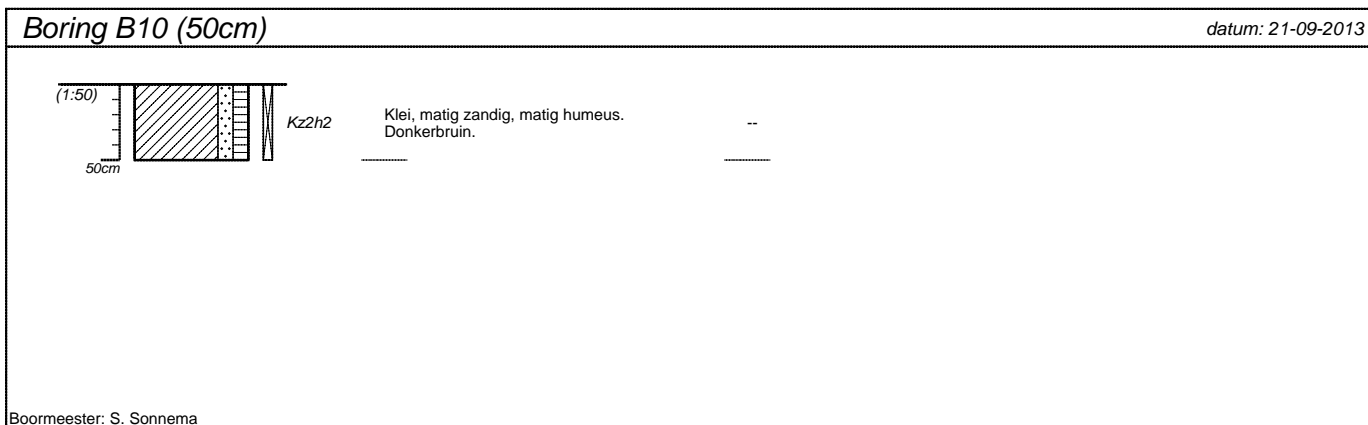 Boring B10 (50cm)
datum: 21-09-2013
(1:50)
Kz2h2
Klei, matig zandig, matig humeus.
Donkerbruin.
--
50cm
Boormeester: S. Sonnema